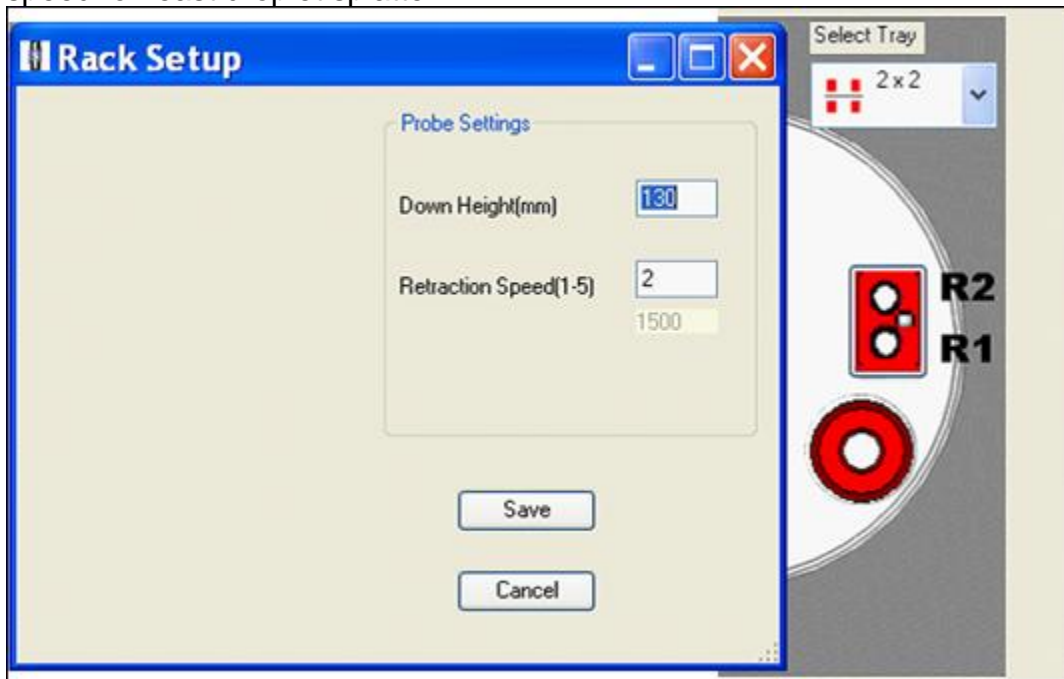 Rack Setup
Select Tray
2 x 2
Probe Settings
Down Height(mm)
130
Retraction Speed(1-5)
2
1500
R2
R1
Save
Cancel